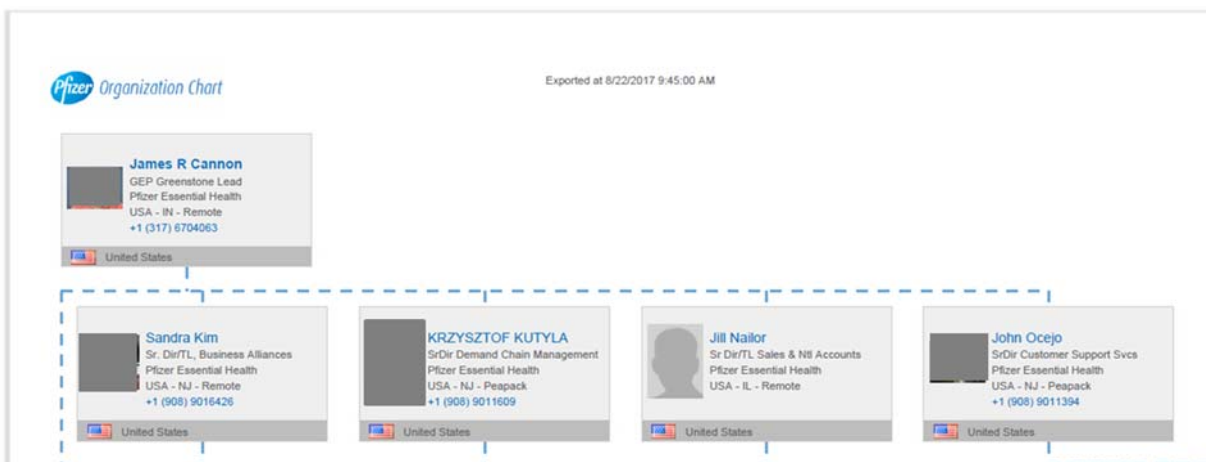 Pfizer Organization Chart
Exported at 8/22/2017 9:45:00 AM
James R Cannon
GEP Greenstone Lead
Pfizer Essential Health
USA - IN - Remote
+1 (317) 6704063
United States
Sandra Kim
Sr. Dir/TL, Business Alliances
Pfizer Essential Health
USA - NJ - Remote
+1 (908) 9016426
United States
KRZYSZTOF KUTYLA
SrDir Demand Chain Management
Pfizer Essential Health
USA - NJ - Peapack
+1 (908) 9011609
United States
Jill Nailor
Sr Dir/TL Sales & Ntl Accounts
Pfizer Essential Health
USA - IL - Remote
United States
John Ocejo
SrDir Customer Support Svcs
Pfizer Essential Health
USA - NJ - Peapack
+1 (908) 9011394
United States